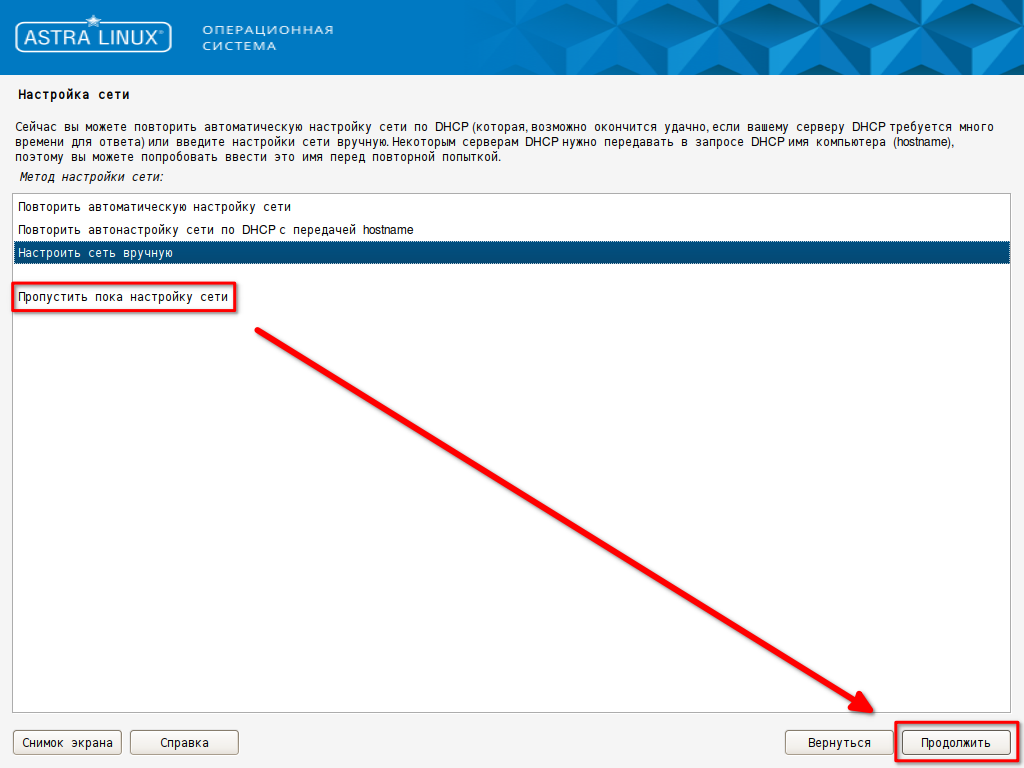 ASTRA LINUX®
ОПЕРАЦИОННАЯ
СИСТЕМА
Настройка сети
Сейчас вы можете повторить автоматическую настройку сети по DHCP (которая, возможно окончится удачно, если вашему серверу DHCP требуется много
времени для ответа) или введите настройки сети вручную. Некоторым серверам DHCP нужно передавать в запросе DHCP имя компьютера (hostname),
поэтому вы можете попробовать ввести это имя перед повторной попыткой.
Метод настройки сети:
Повторить автоматическую настройку сети
Повторить автонастройку сети по DHCP с передачей hostname
Настроить сеть вручную
Пропустить пока настройку сети
Снимок экрана
Справка
Вернуться
Продолжить